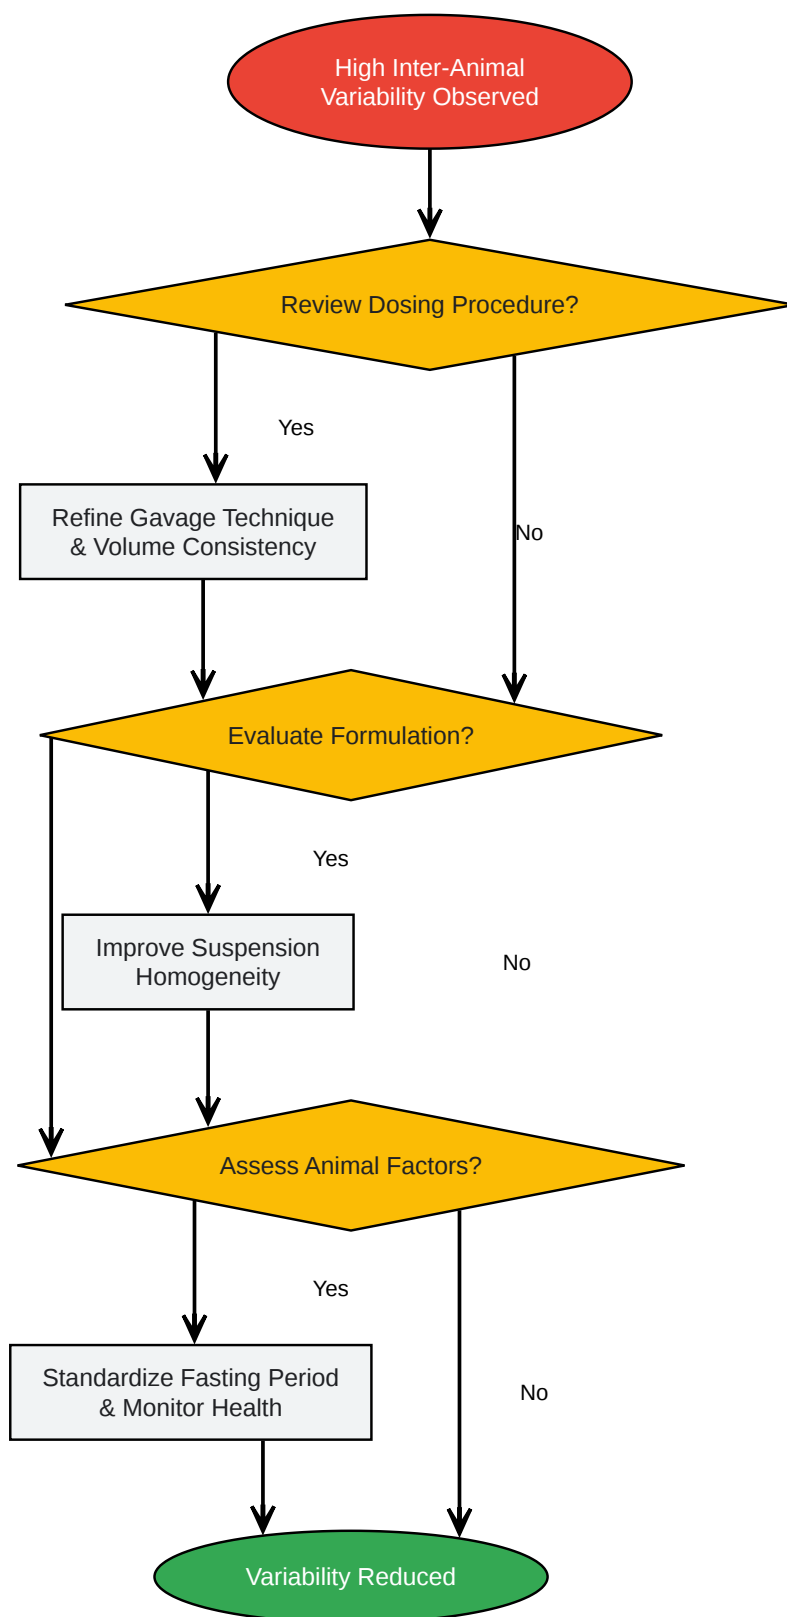 High Inter-Animal
Variability Observed
Review Dosing Procedure?
Yes
Refine Gavage Technique
& Volume Consistency
No
Evaluate Formulation?
Yes
Improve Suspension
Homogeneity
No
Assess Animal Factors?
Yes
Standardize Fasting Period
& Monitor Health
No
Variability Reduced